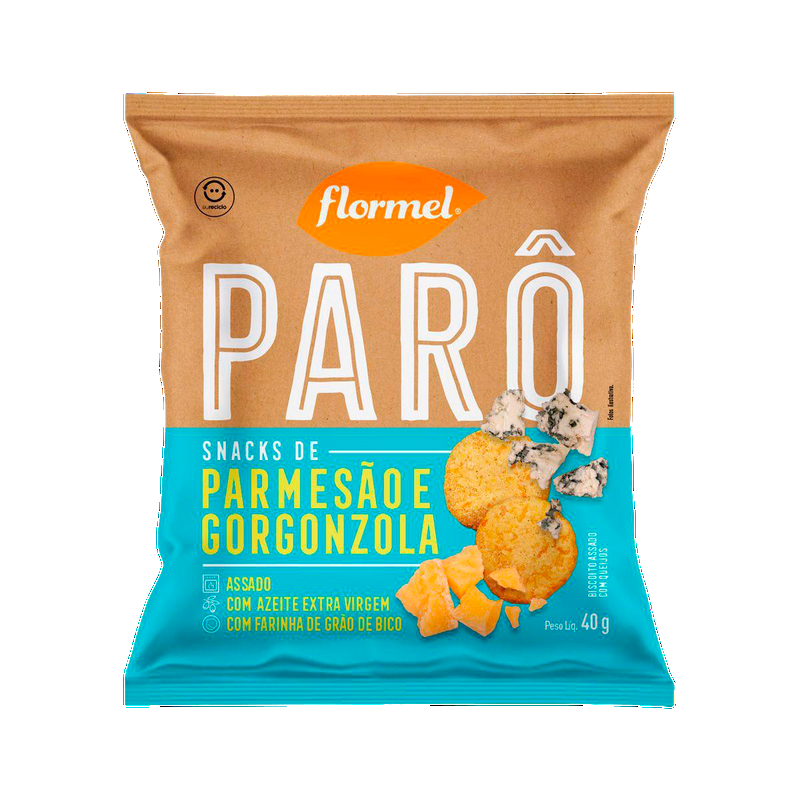 eureciclo
flormel®
PARÔ
Fotos ilustrativas.
SNACKS DE
PARMESÃO E
GORGONZOLA
ASSADO
COM AZEITE EXTRA VIRGEM
COM FARINHA DE GRÃO DE BICO
BISCOITO ASSADO
COM QUEIJOS
Peso Líq. 40 g